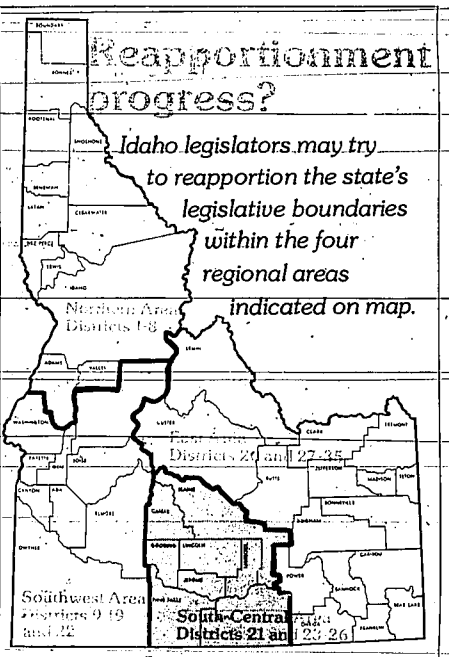 Reapportionment
progress?
Idaho legislators may try
to reapportion the state's
legislative boundaries
within the four
regional areas
indicated on map.
BOUNDARY
BONNER
KOOTENAI
SHOSHONE
BENEWAH
LATAH
CLEARWATER
NEZ PERCE
LEWIS
IDAHO
Northern Area
Districts 1-8
LEMHI
ADAMS
VALLEY
WASHINGTON
CUSTER
CLARK
FREMONT
East Area
Districts 20 and 27-35
PAYETTE
GEM
BOISE
BUTTE
JEFFERSON
MADISON
TETON
CANYON
ADA
BLAINE
BONNEVILLE
ELMORE
CAMAS
BINGHAM
OWYHEE
GOODING
LINCOLN
CARIBOU
JEROME
POWER
BANNOCK
Southwest Area
Districts 9-19
and 22
TWIN FALLS
BEAR LAKE
South-Central Area
Districts 21 and 23-26
FRANKLIN